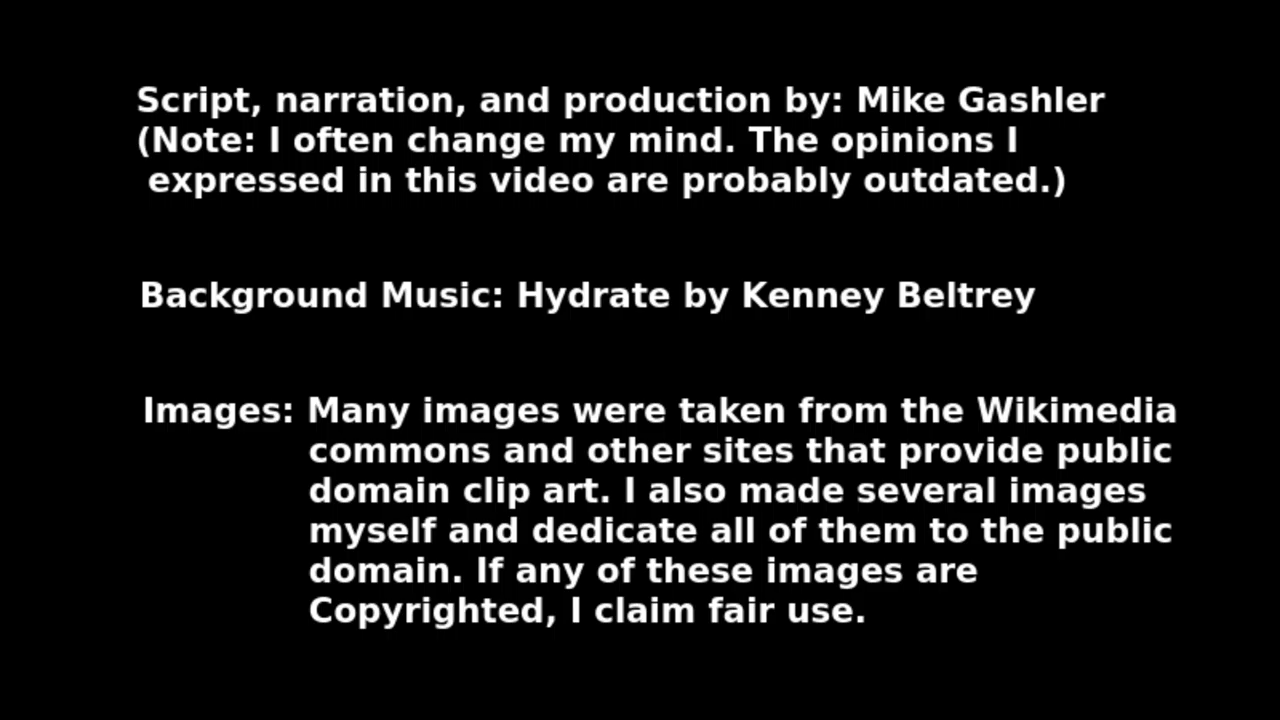 Script, narration, and production by: Mike Gashler
(Note: I often change my mind. The opinions I
expressed in this video are probably outdated.)
Background Music: Hydrate by Kenney Beltrey
Images: Many images were taken from the Wikimedia
commons and other sites that provide public
domain clip art. I also made several images
myself and dedicate all of them to the public
domain. If any of these images are
Copyrighted, I claim fair use.